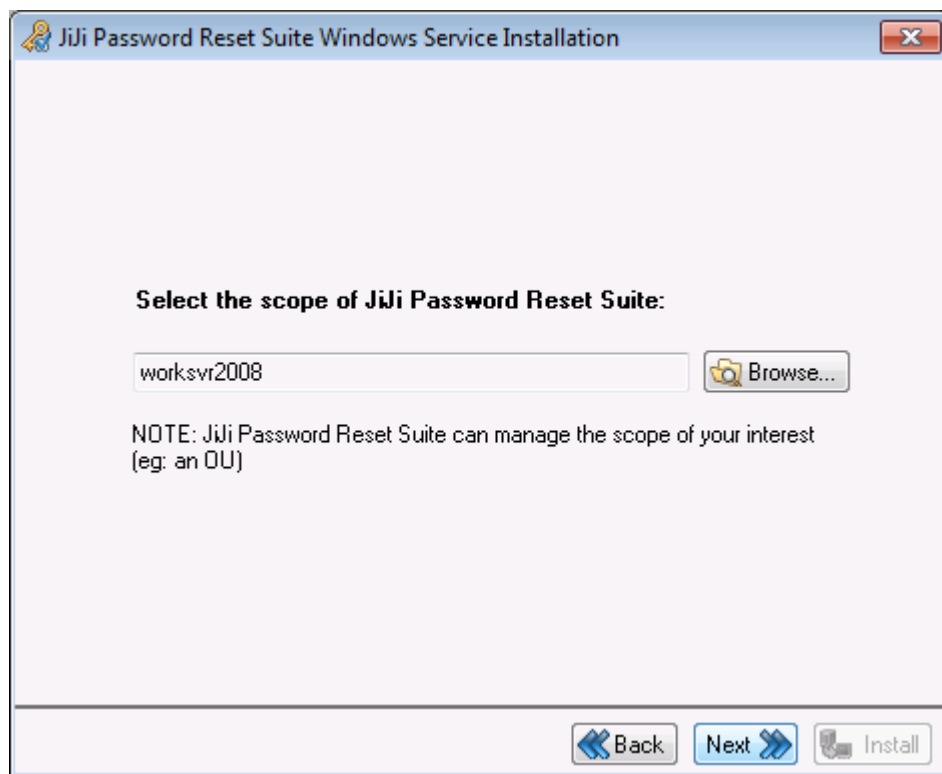 JiJi Password Reset Suite Windows Service Installation
Select the scope of JiJi Password Reset Suite:
worksvr2008
Browse...
NOTE: JiJi Password Reset Suite can manage the scope of your interest
(eg: an OU)
Back
Next
Install